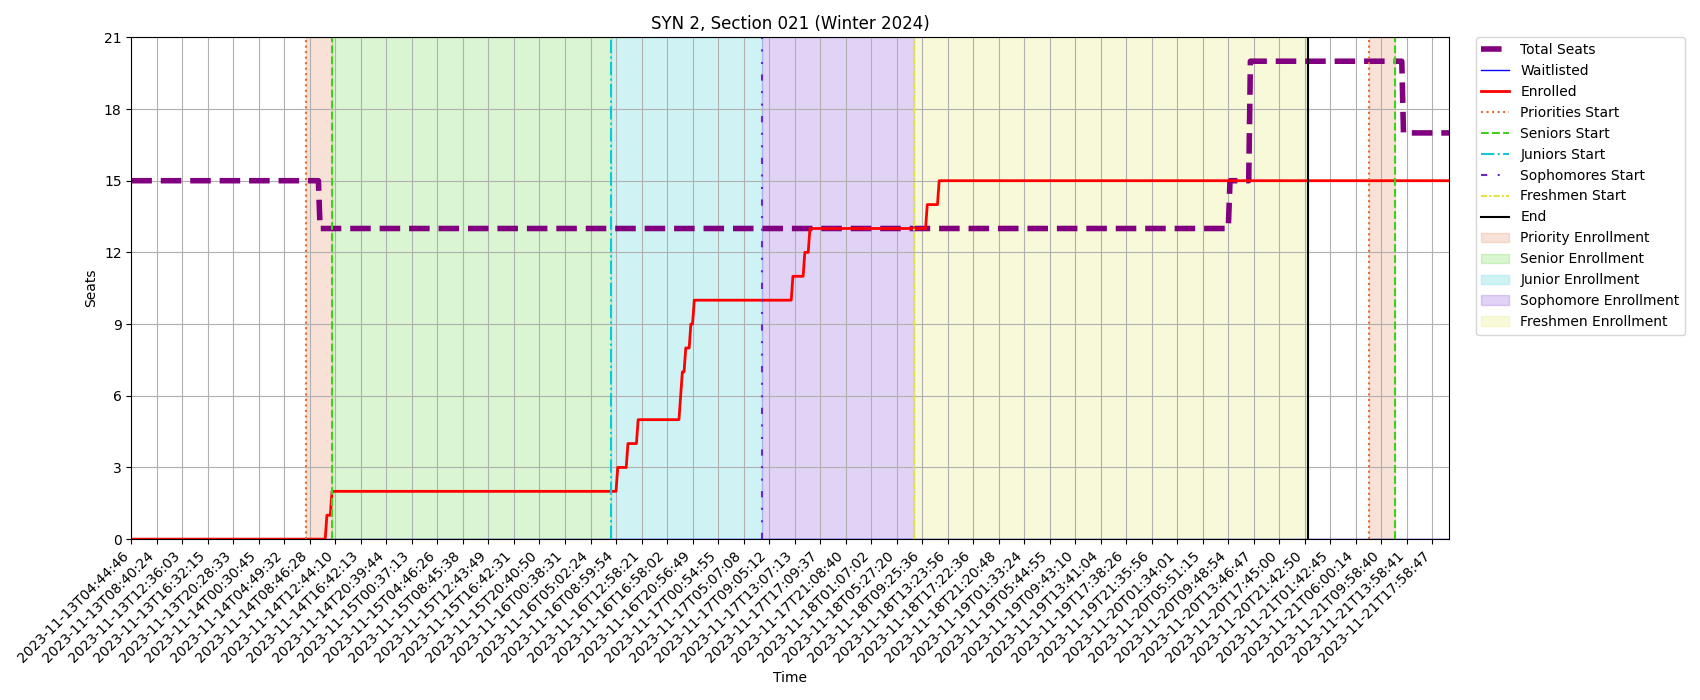 SYN 2, Section 021 (Winter 2024)
Seats
21
18
15
12
9
6
3
0
2023-11-13T04:44:46
2023-11-13T08:40:24
2023-11-13T12:36:03
2023-11-13T16:32:15
2023-11-13T20:28:33
2023-11-14T00:30:45
2023-11-14T04:49:32
2023-11-14T08:46:28
2023-11-14T12:44:10
2023-11-14T16:42:13
2023-11-14T20:39:44
2023-11-15T00:37:13
2023-11-15T04:46:26
2023-11-15T08:45:38
2023-11-15T12:43:49
2023-11-15T16:42:31
2023-11-15T20:40:50
2023-11-16T00:38:31
2023-11-16T05:02:24
2023-11-16T08:59:54
2023-11-16T12:58:21
2023-11-16T16:58:02
2023-11-16T20:56:49
2023-11-17T00:54:55
2023-11-17T05:07:08
2023-11-17T09:05:12
2023-11-17T13:07:13
2023-11-17T17:09:37
2023-11-17T21:08:40
2023-11-18T01:07:02
2023-11-18T05:27:20
2023-11-18T09:25:36
2023-11-18T13:23:56
2023-11-18T17:22:36
2023-11-18T21:20:48
2023-11-19T01:33:24
2023-11-19T05:44:55
2023-11-19T09:43:10
2023-11-19T13:41:04
2023-11-19T17:38:26
2023-11-19T21:35:56
2023-11-20T01:34:01
2023-11-20T05:51:15
2023-11-20T09:48:54
2023-11-20T13:46:47
2023-11-20T17:45:00
2023-11-20T21:42:50
2023-11-21T01:42:45
2023-11-21T06:00:14
2023-11-21T09:58:40
2023-11-21T13:58:41
2023-11-21T17:58:47
Time
Total Seats
Waitlisted
Enrolled
Priorities Start
Seniors Start
Juniors Start
Sophomores Start
Freshmen Start
End
Priority Enrollment
Senior Enrollment
Junior Enrollment
Sophomore Enrollment
Freshmen Enrollment